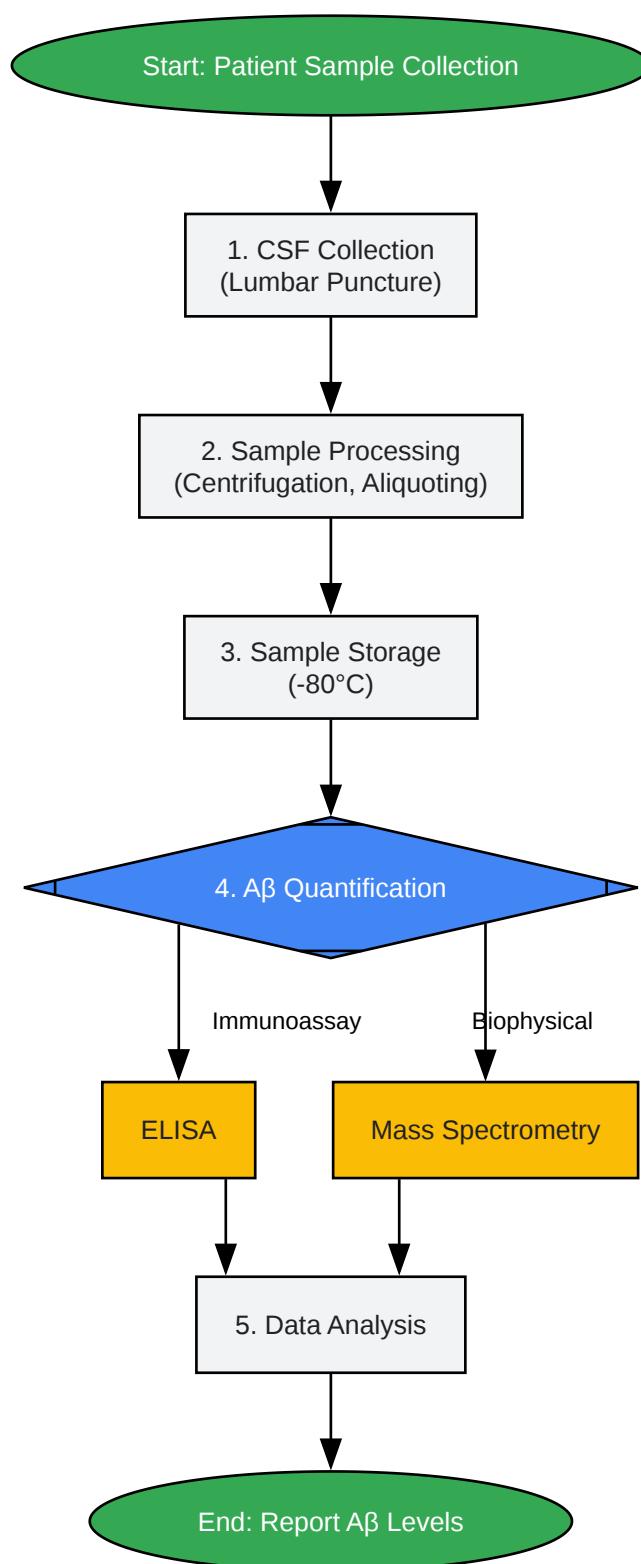 Start: Patient Sample Collection
1. CSF Collection
(Lumbar Puncture)
2. Sample Processing
(Centrifugation, Aliquoting)
3. Sample Storage
(-80°C)
4. Aβ Quantification
Immunoassay
Biophysical
ELISA
Mass Spectrometry
5. Data Analysis
End: Report Aβ Levels